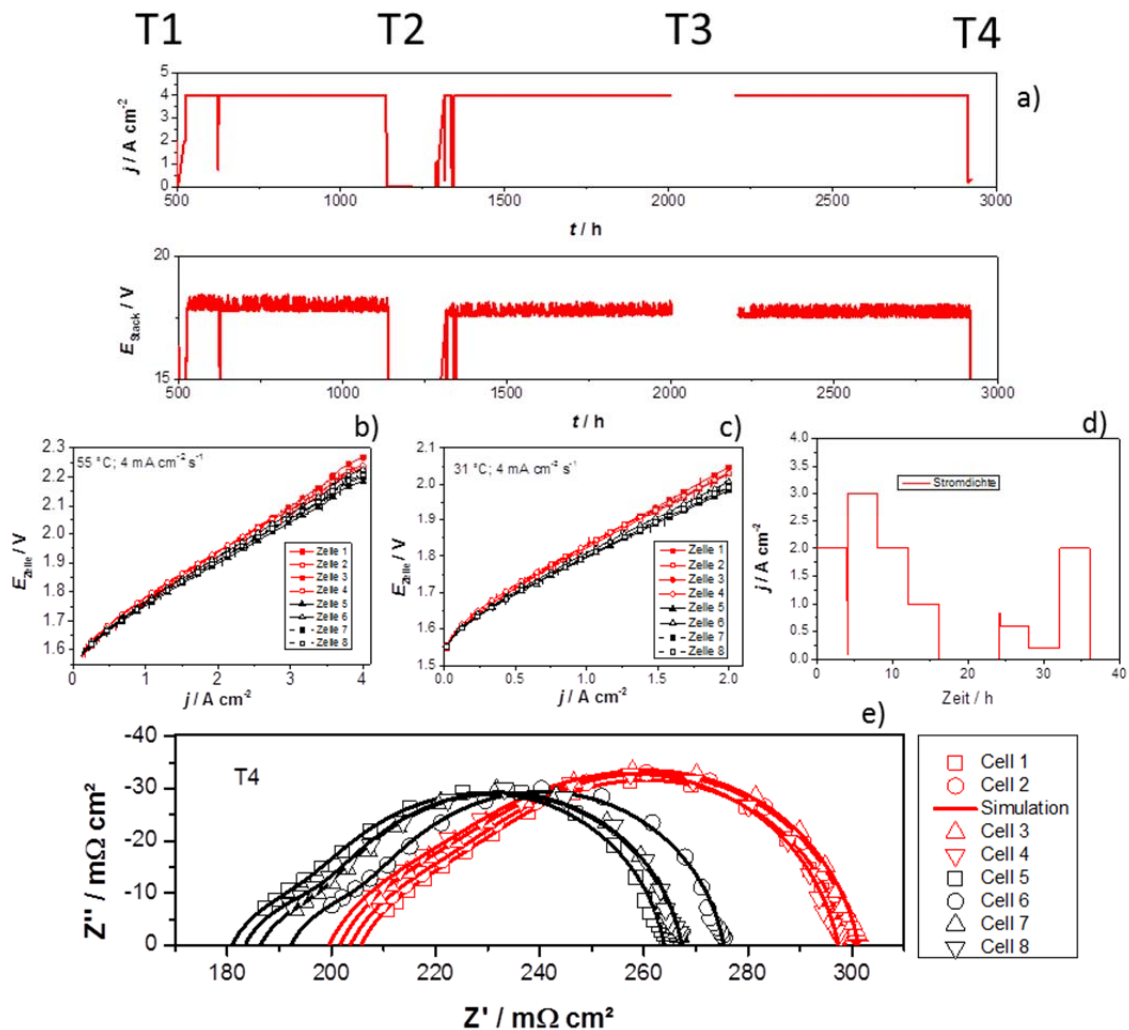 T1 T2 T3 T4
a)
j / A cm⁻²
5
4
3
2
1
0
500 1000 1500 2000 2500 3000
t / h
E Stack / V
20
15
500 1000 1500 2000 2500 3000
t / h
b)
55 °C; 4 mA cm⁻² s⁻¹
E Zelle / V
2.3
2.2
2.1
2.0
1.9
1.8
1.7
1.6
0 1 2 3 4
j / A cm⁻²
Zelle 1
Zelle 2
Zelle 3
Zelle 4
Zelle 5
Zelle 6
Zelle 7
Zelle 8
c)
31 °C; 4 mA cm⁻² s⁻¹
E Zelle / V
2.1
2.0
1.9
1.8
1.7
1.6
1.5
0.0 0.5 1.0 1.5 2.0
j / A cm⁻²
Zelle 1
Zelle 2
Zelle 3
Zelle 4
Zelle 5
Zelle 6
Zelle 7
Zelle 8
d)
Stromdichte
j / A cm⁻²
4.0
3.5
3.0
2.5
2.0
1.5
1.0
0.5
0.0
0 10 20 30 40
Zeit / h
e)
T4
Z'' / mΩ cm²
-40
-30
-20
-10
0
180 200 220 240 260 280 300
Z' / mΩ cm²
Cell 1
Cell 2
Simulation
Cell 3
Cell 4
Cell 5
Cell 6
Cell 7
Cell 8